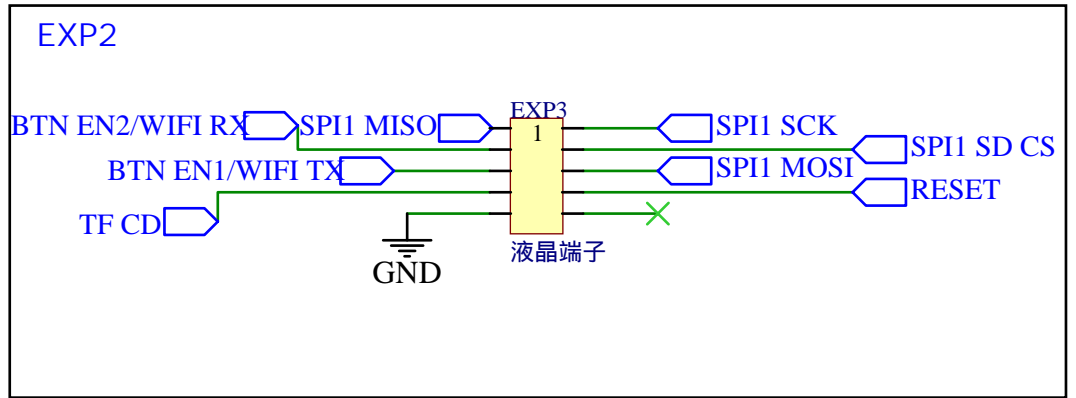 EXP2
EXP3
BTN EN2/WIFI RX
SPI1 MISO
1
SPI1 SCK
SPI1 SD CS
BTN EN1/WIFI TX
SPI1 MOSI
RESET
TF CD
液晶端子
GND